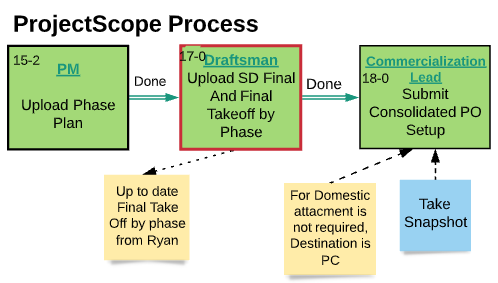 ProjectScope Process
15-2
PM
Upload Phase
Plan
Done
17-0
Draftsman
Upload SD Final
And Final
Takeoff by
Phase
Done
Commercialization
18-0
Lead
Submit
Consolidated PO
Setup
Up to date
Final Take
Off by phase
from Ryan
For Domestic
attacment is
not required,
Destination is
PC
Take
Snapshot